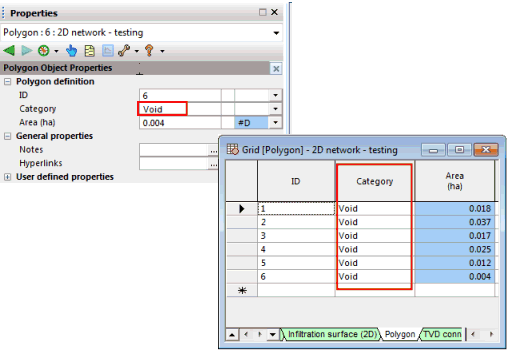 Properties
Polygon : 6 : 2D network - testing
Polygon Object Properties
Polygon definition
ID 6
Category Void
Area (ha) 0.004 #D
General properties
Notes ...
Hyperlinks ...
User defined properties
Grid [Polygon] - 2D network - testing
ID Category Area (ha)
1 Void 0.018
2 Void 0.037
3 Void 0.017
4 Void 0.025
5 Void 0.012
6 Void 0.004
Infiltration surface (2D) Polygon TVD conn